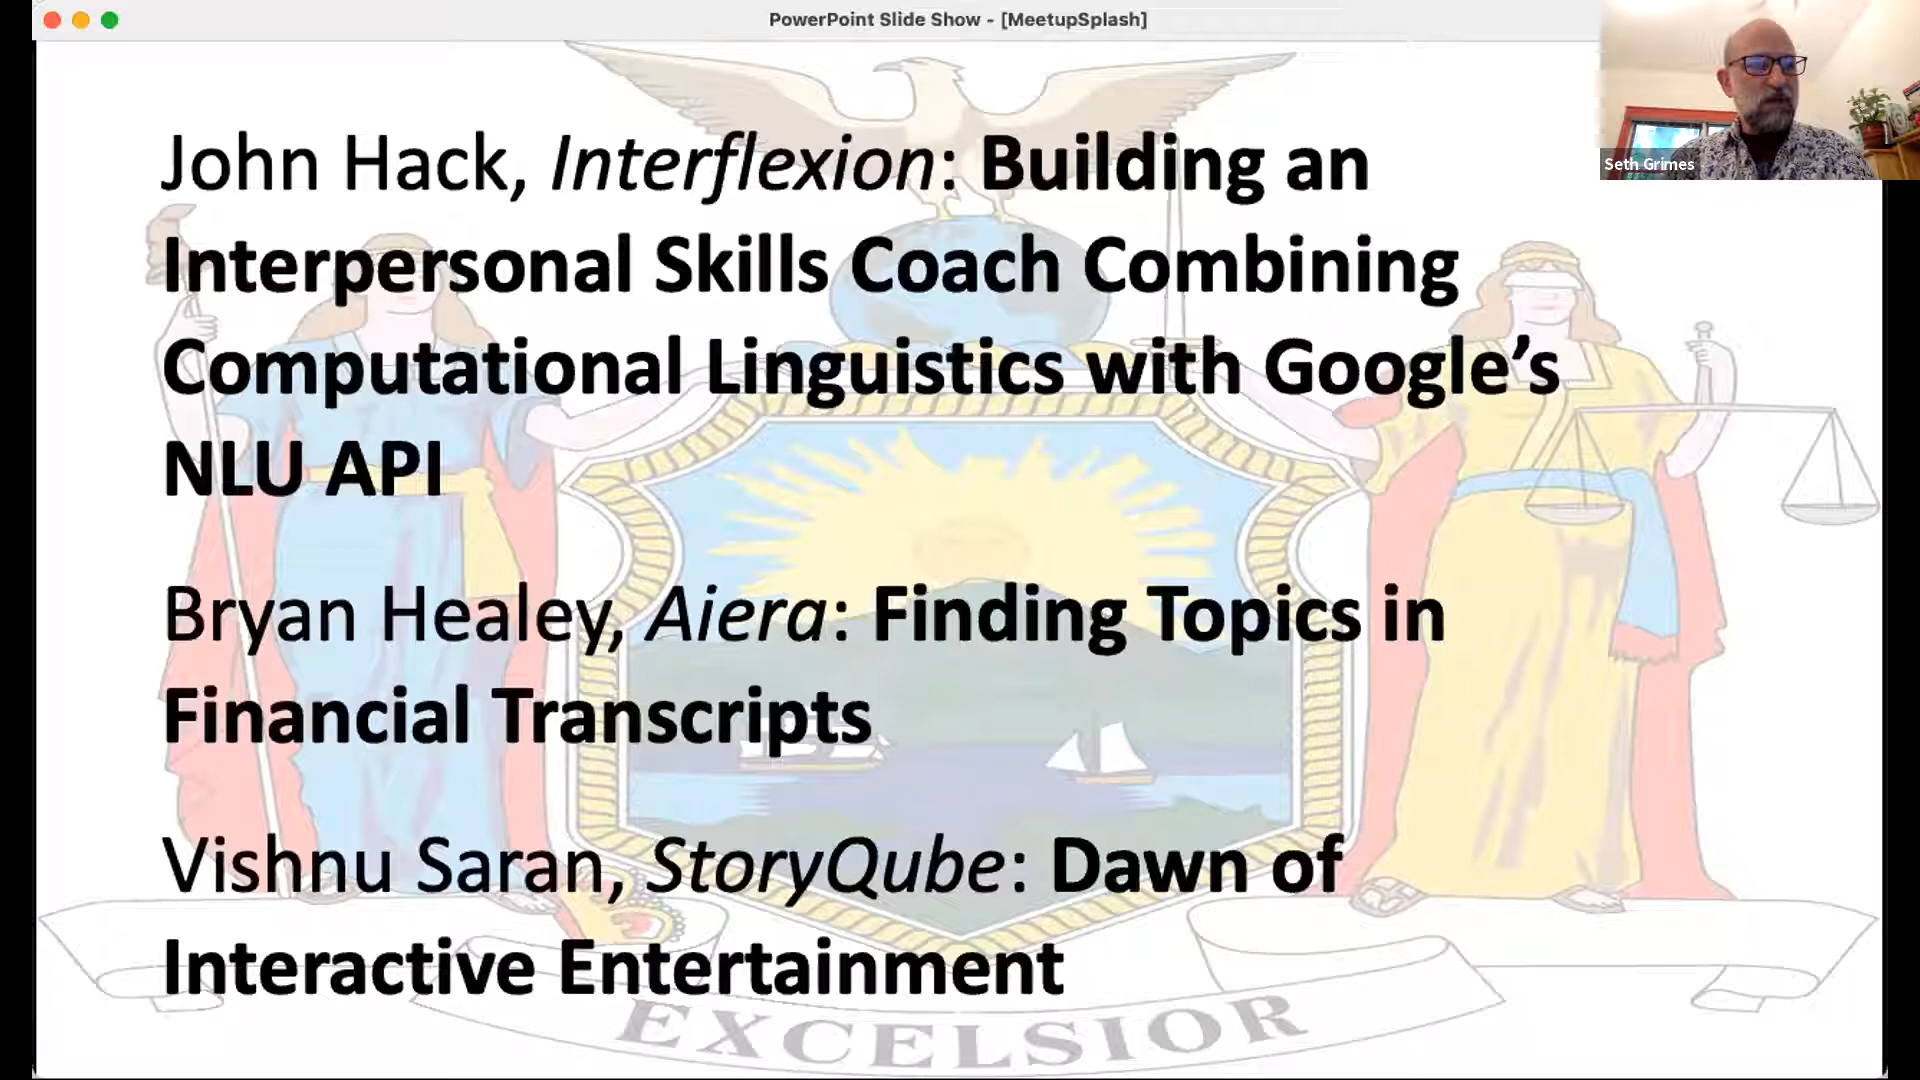 PowerPoint Slide Show - [MeetupSplash]
Seth Grimes
John Hack, Interflexion: Building an
Interpersonal Skills Coach Combining
Computational Linguistics with Google’s
NLU API
Bryan Healey, Aiera: Finding Topics in
Financial Transcripts
Vishnu Saran, StoryQube: Dawn of
Interactive Entertainment
EXCELSIOR